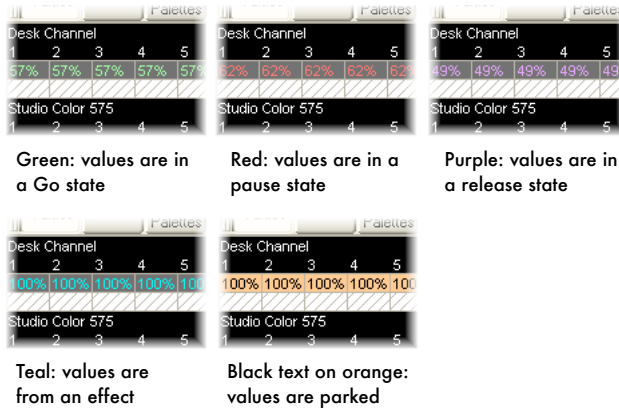 Palettes
Desk Channel
1 2 3 4 5
57% 57% 57% 57% 57%
Studio Color 575
1 2 3 4 5
Green: values are in
a Go state
Palettes
Desk Channel
1 2 3 4 5
62% 62% 62% 62% 62%
Studio Color 575
1 2 3 4 5
Red: values are in a
pause state
Palettes
Desk Channel
1 2 3 4 5
49% 49% 49% 49% 49
Studio Color 575
1 2 3 4 5
Purple: values are in
a release state
Palettes
Desk Channel
1 2 3 4 5
100% 100% 100% 100% 100
Studio Color 575
1 2 3 4 5
Teal: values are
from an effect
Palettes
Desk Channel
1 2 3 4 5
100% 100% 100% 100% 100
Studio Color 575
1 2 3 4 5
Black text on orange:
values are parked